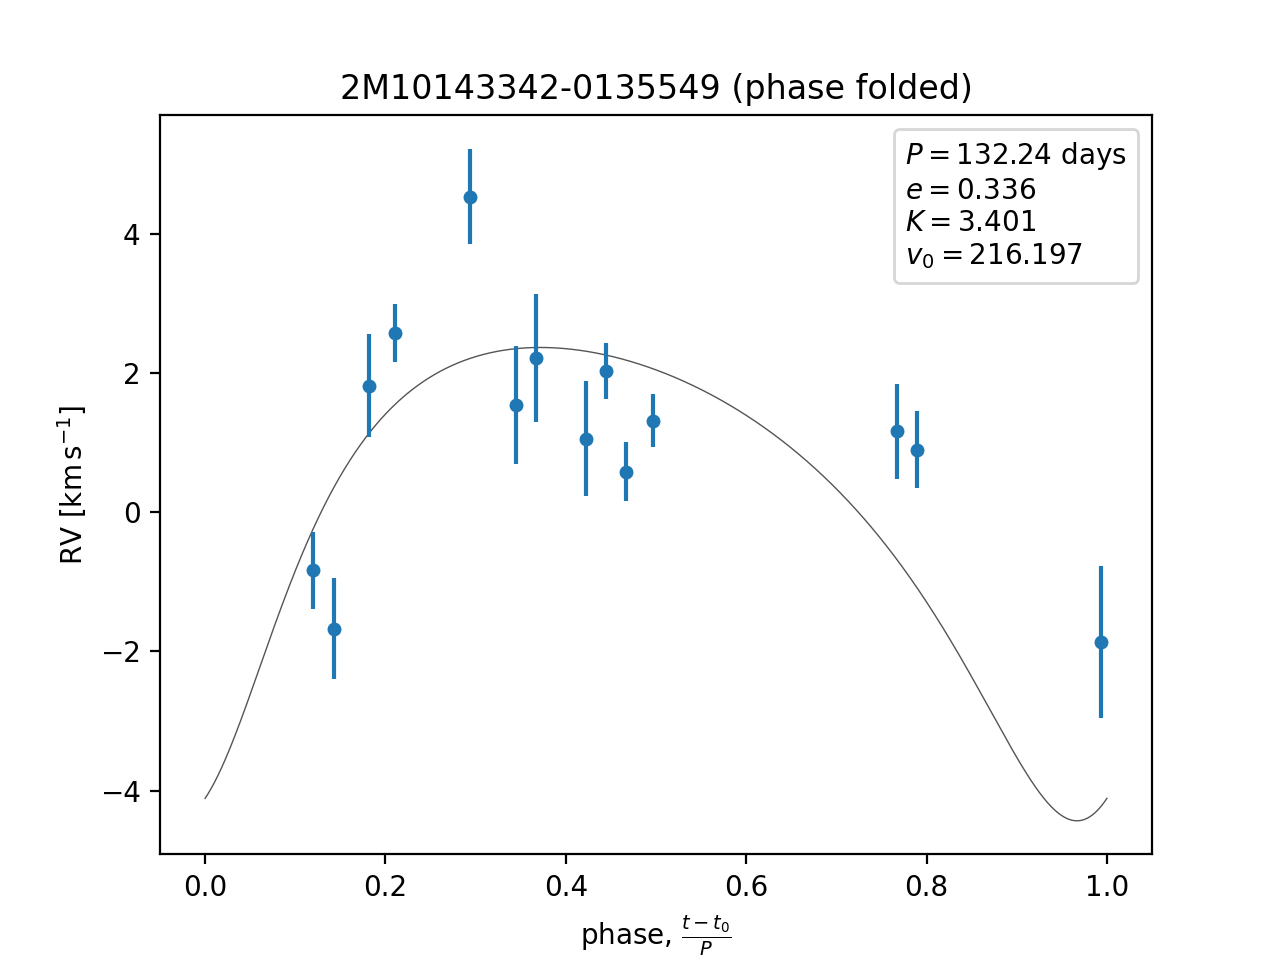 2M10143342-0135549 (phase folded)
P = 132.24 days
e = 0.336
K = 3.401
v₀ = 216.197
4
2
0
−2
−4
RV [km s⁻¹]
0.0 0.2 0.4 0.6 0.8 1.0
phase, (t − t₀)/P